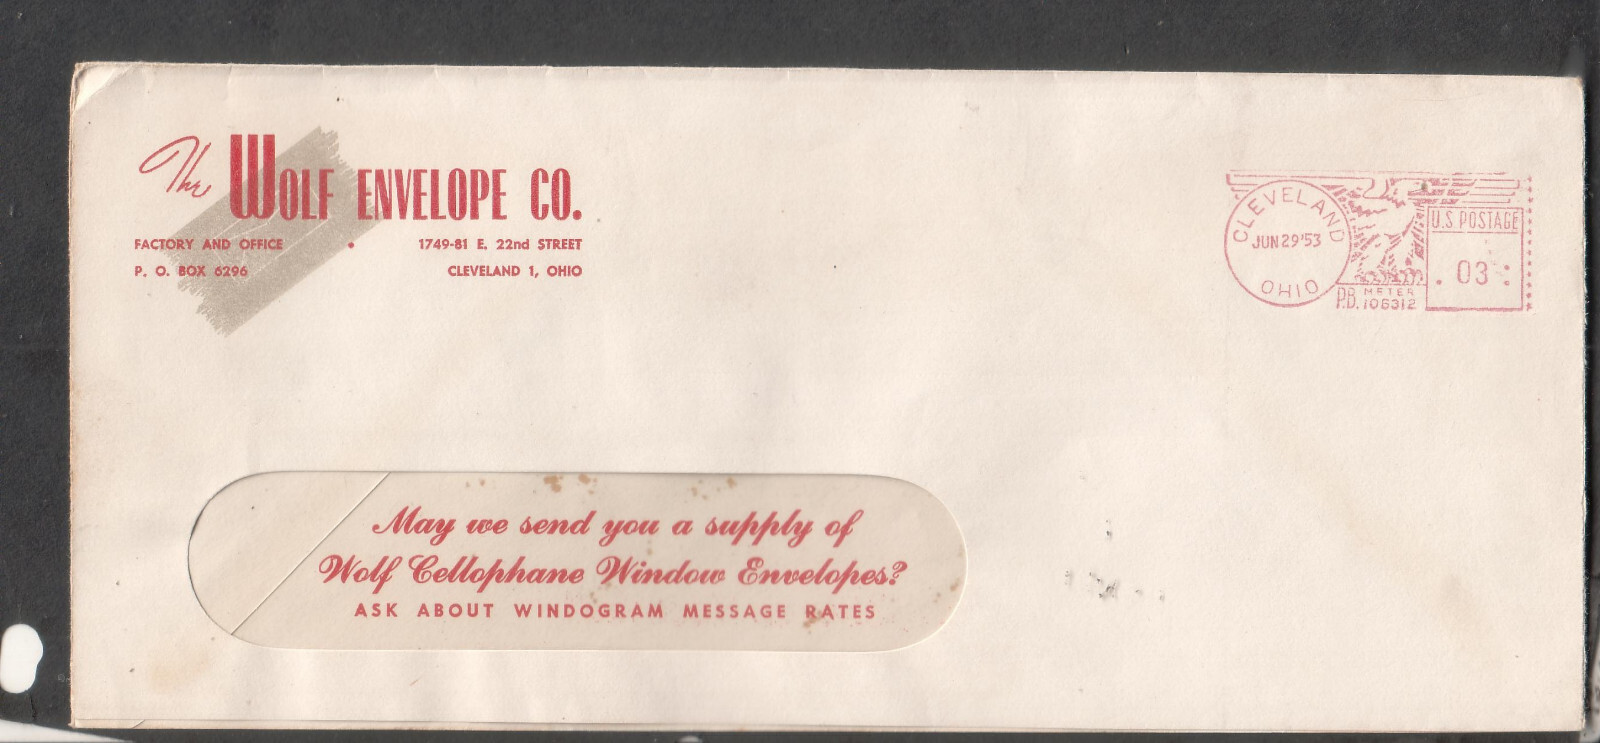 The WOLF ENVELOPE CO.
FACTORY AND OFFICE • 1749-81 E. 22nd STREET
P. O. BOX 6296 CLEVELAND 1, OHIO
CLEVELAND
JUN 29 '53
OHIO
P.B. METER
106312
U.S. POSTAGE
.03
May we send you a supply of
Wolf Cellophane Window Envelopes?
ASK ABOUT WINDOGRAM MESSAGE RATES